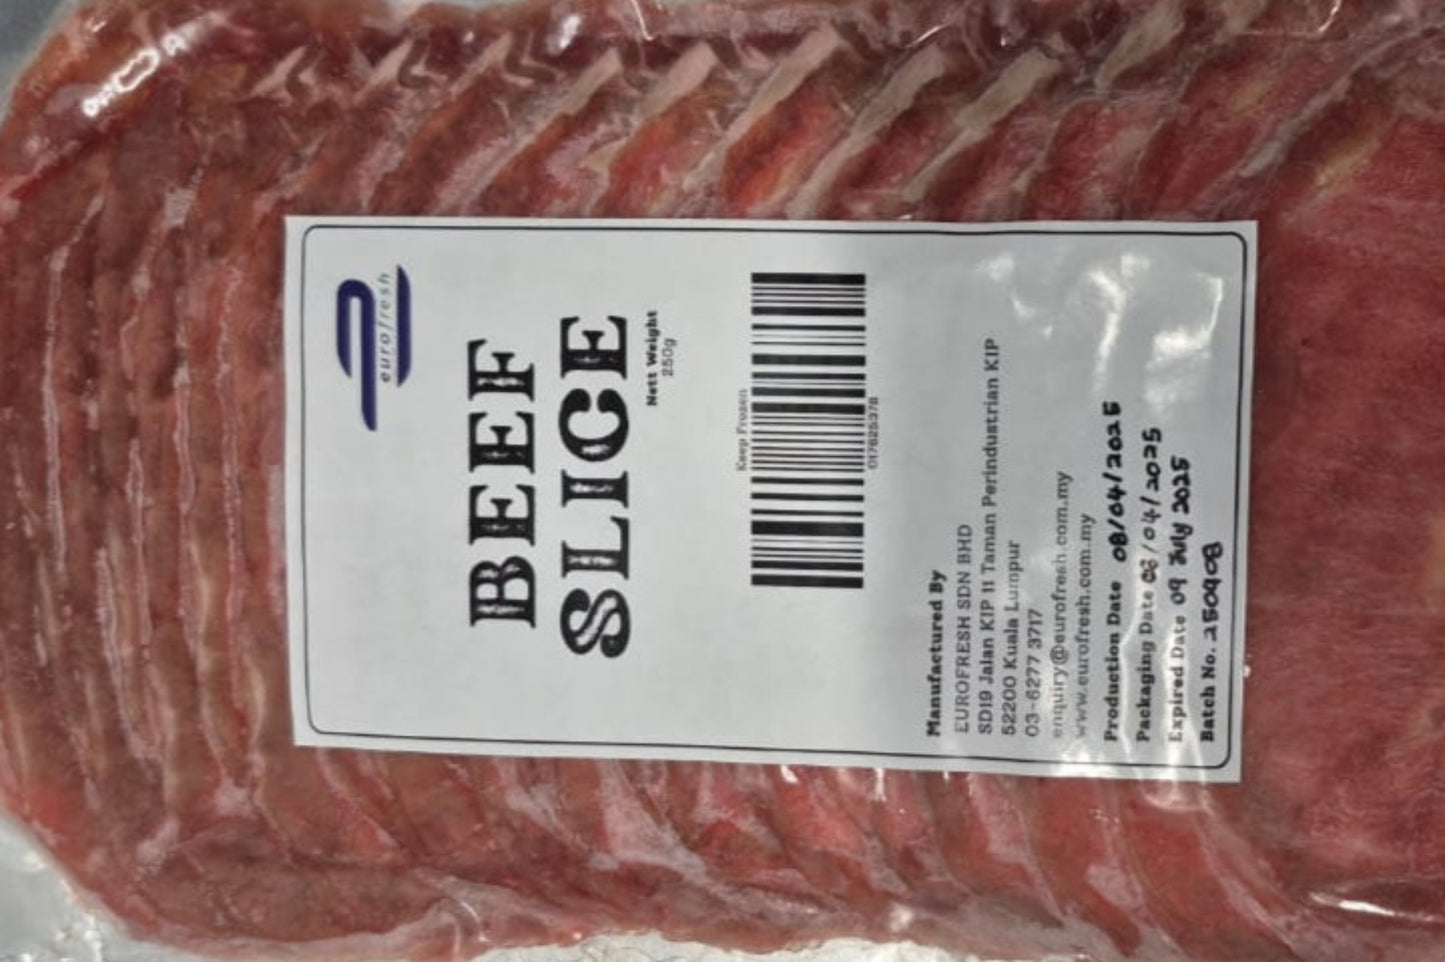 eurofresh
BEEF
SLICE
Nett Weight
250g
Keep Frozen
017625378
Manufactured By
EUROFRESH SDN BHD
SD19 Jalan KIP 11 Taman Perindustrian KIP
52200 Kuala Lumpur
03-6277 3717
enquiry@eurofresh.com.my
www.eurofresh.com.my
Production Date 08/04/2025
Packaging Date 08/04/2025
Expired Date 09 July 2025
Batch No. 250908